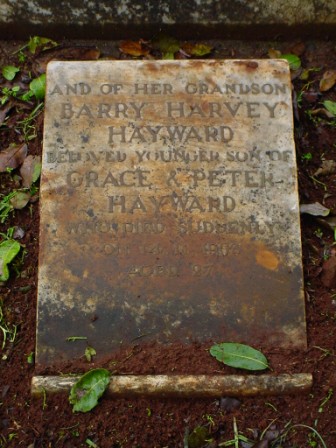 AND OF HER GRANDSON
BARRY HARVEY
HAYWARD
BELOVED YOUNGER SON OF
GRACE & PETER
HAYWARD
WHO DIED SUDDENLY